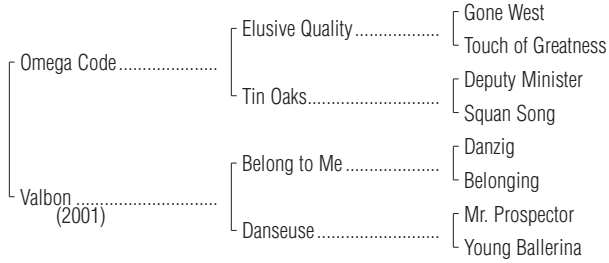 Gone West
Elusive Quality
Touch of Greatness
Omega Code
Deputy Minister
Tin Oaks
Squan Song
Danzig
Belong to Me
Belonging
Valbon
(2001)
Mr. Prospector
Danseuse
Young Ballerina